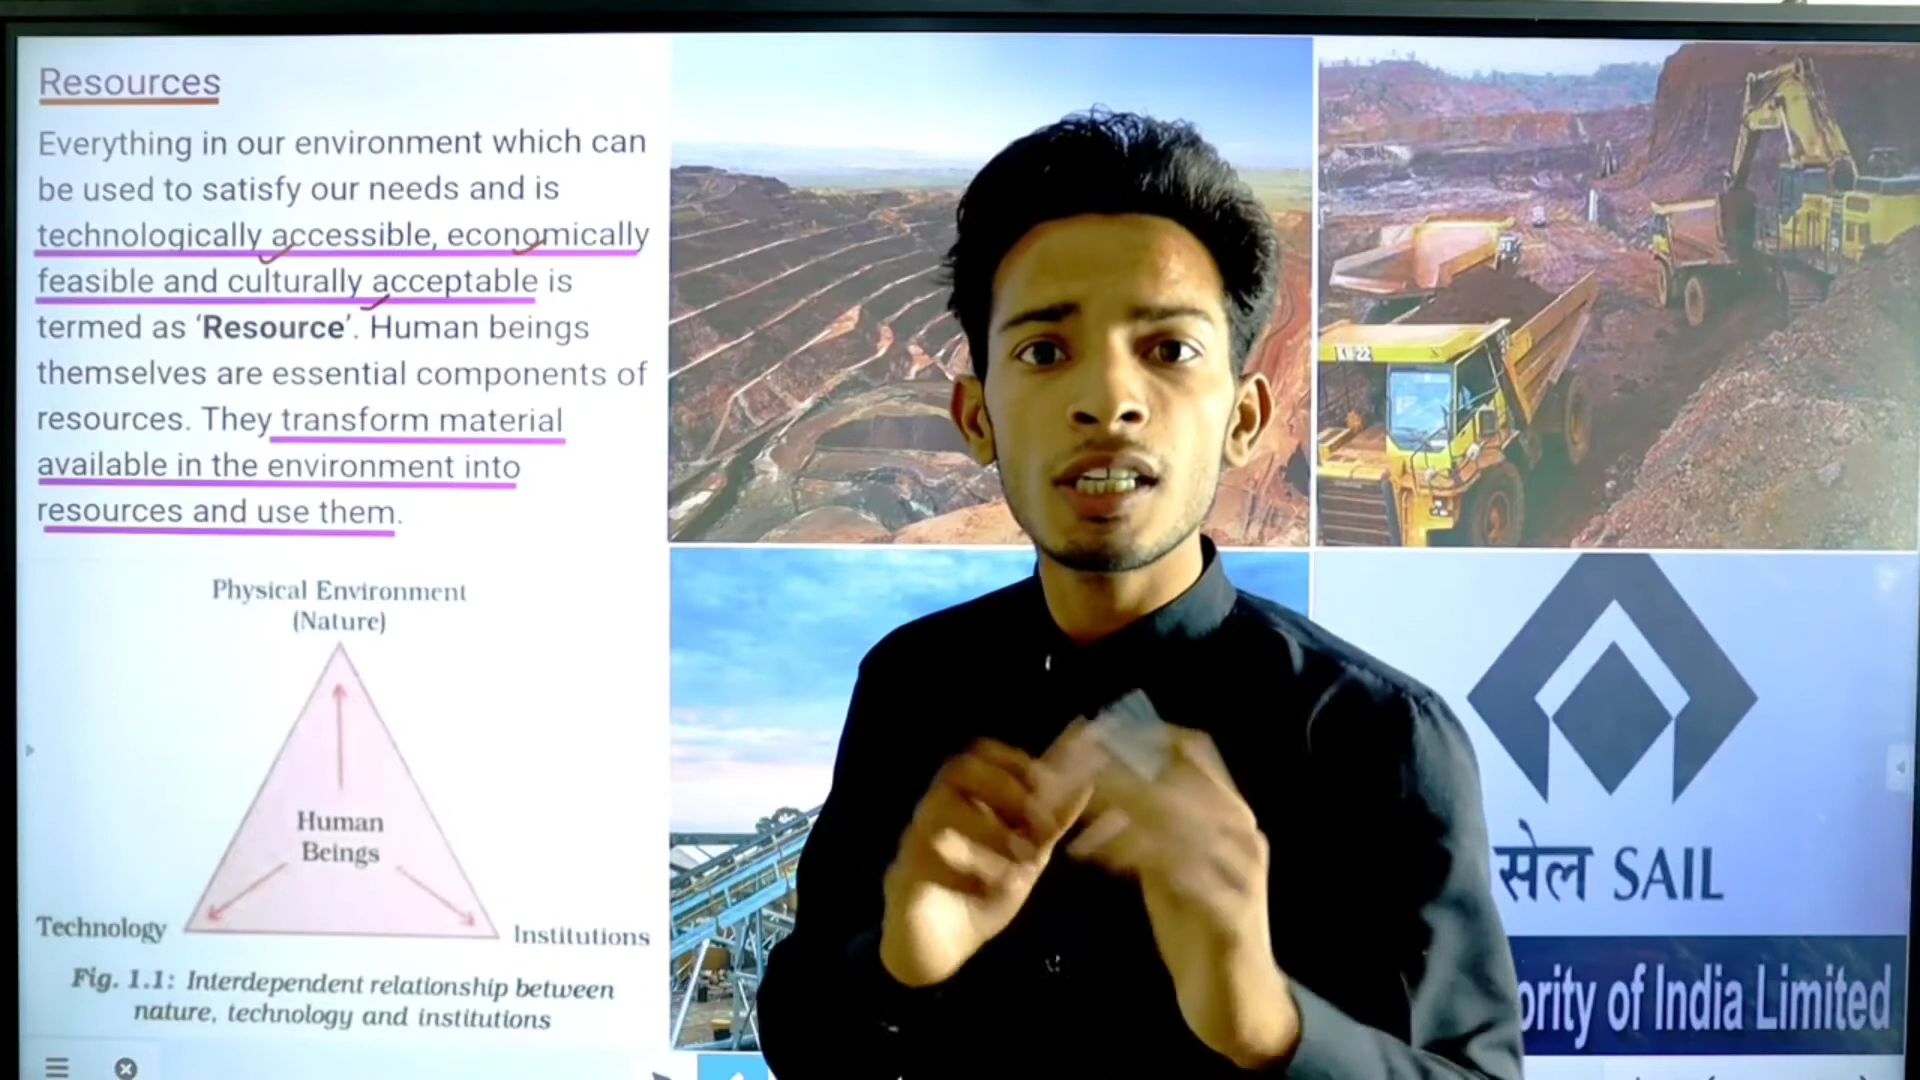 Resources
Everything in our environment which can
be used to satisfy our needs and is
technologically accessible, economically
feasible and culturally acceptable is
termed as ‘Resource’. Human beings
themselves are essential components of
resources. They transform material
available in the environment into
resources and use them.
Physical Environment
(Nature)
Human
Beings
Technology
Institutions
Fig. 1.1: Interdependent relationship between
nature, technology and institutions
सेल SAIL
ority of India Limited